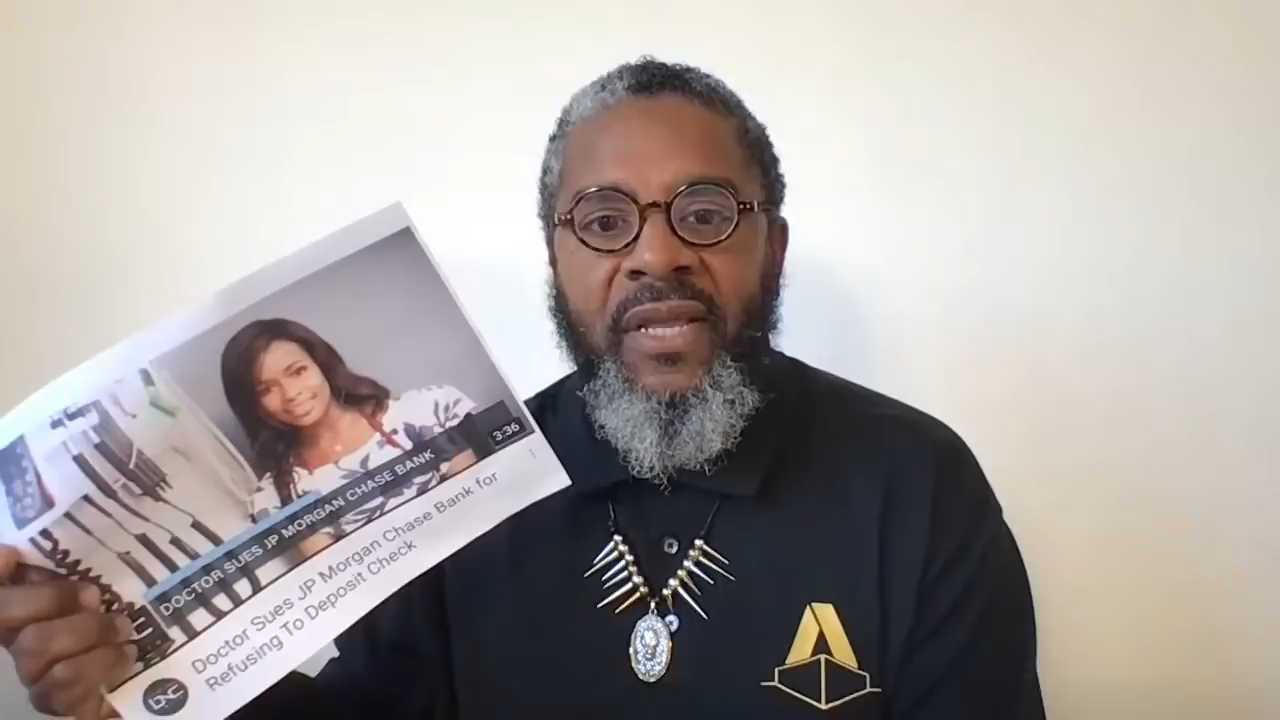 3:36
DOCTOR SUES JP MORGAN CHASE BANK
Doctor Sues JP Morgan Chase Bank for
Refusing To Deposit Check
bnc